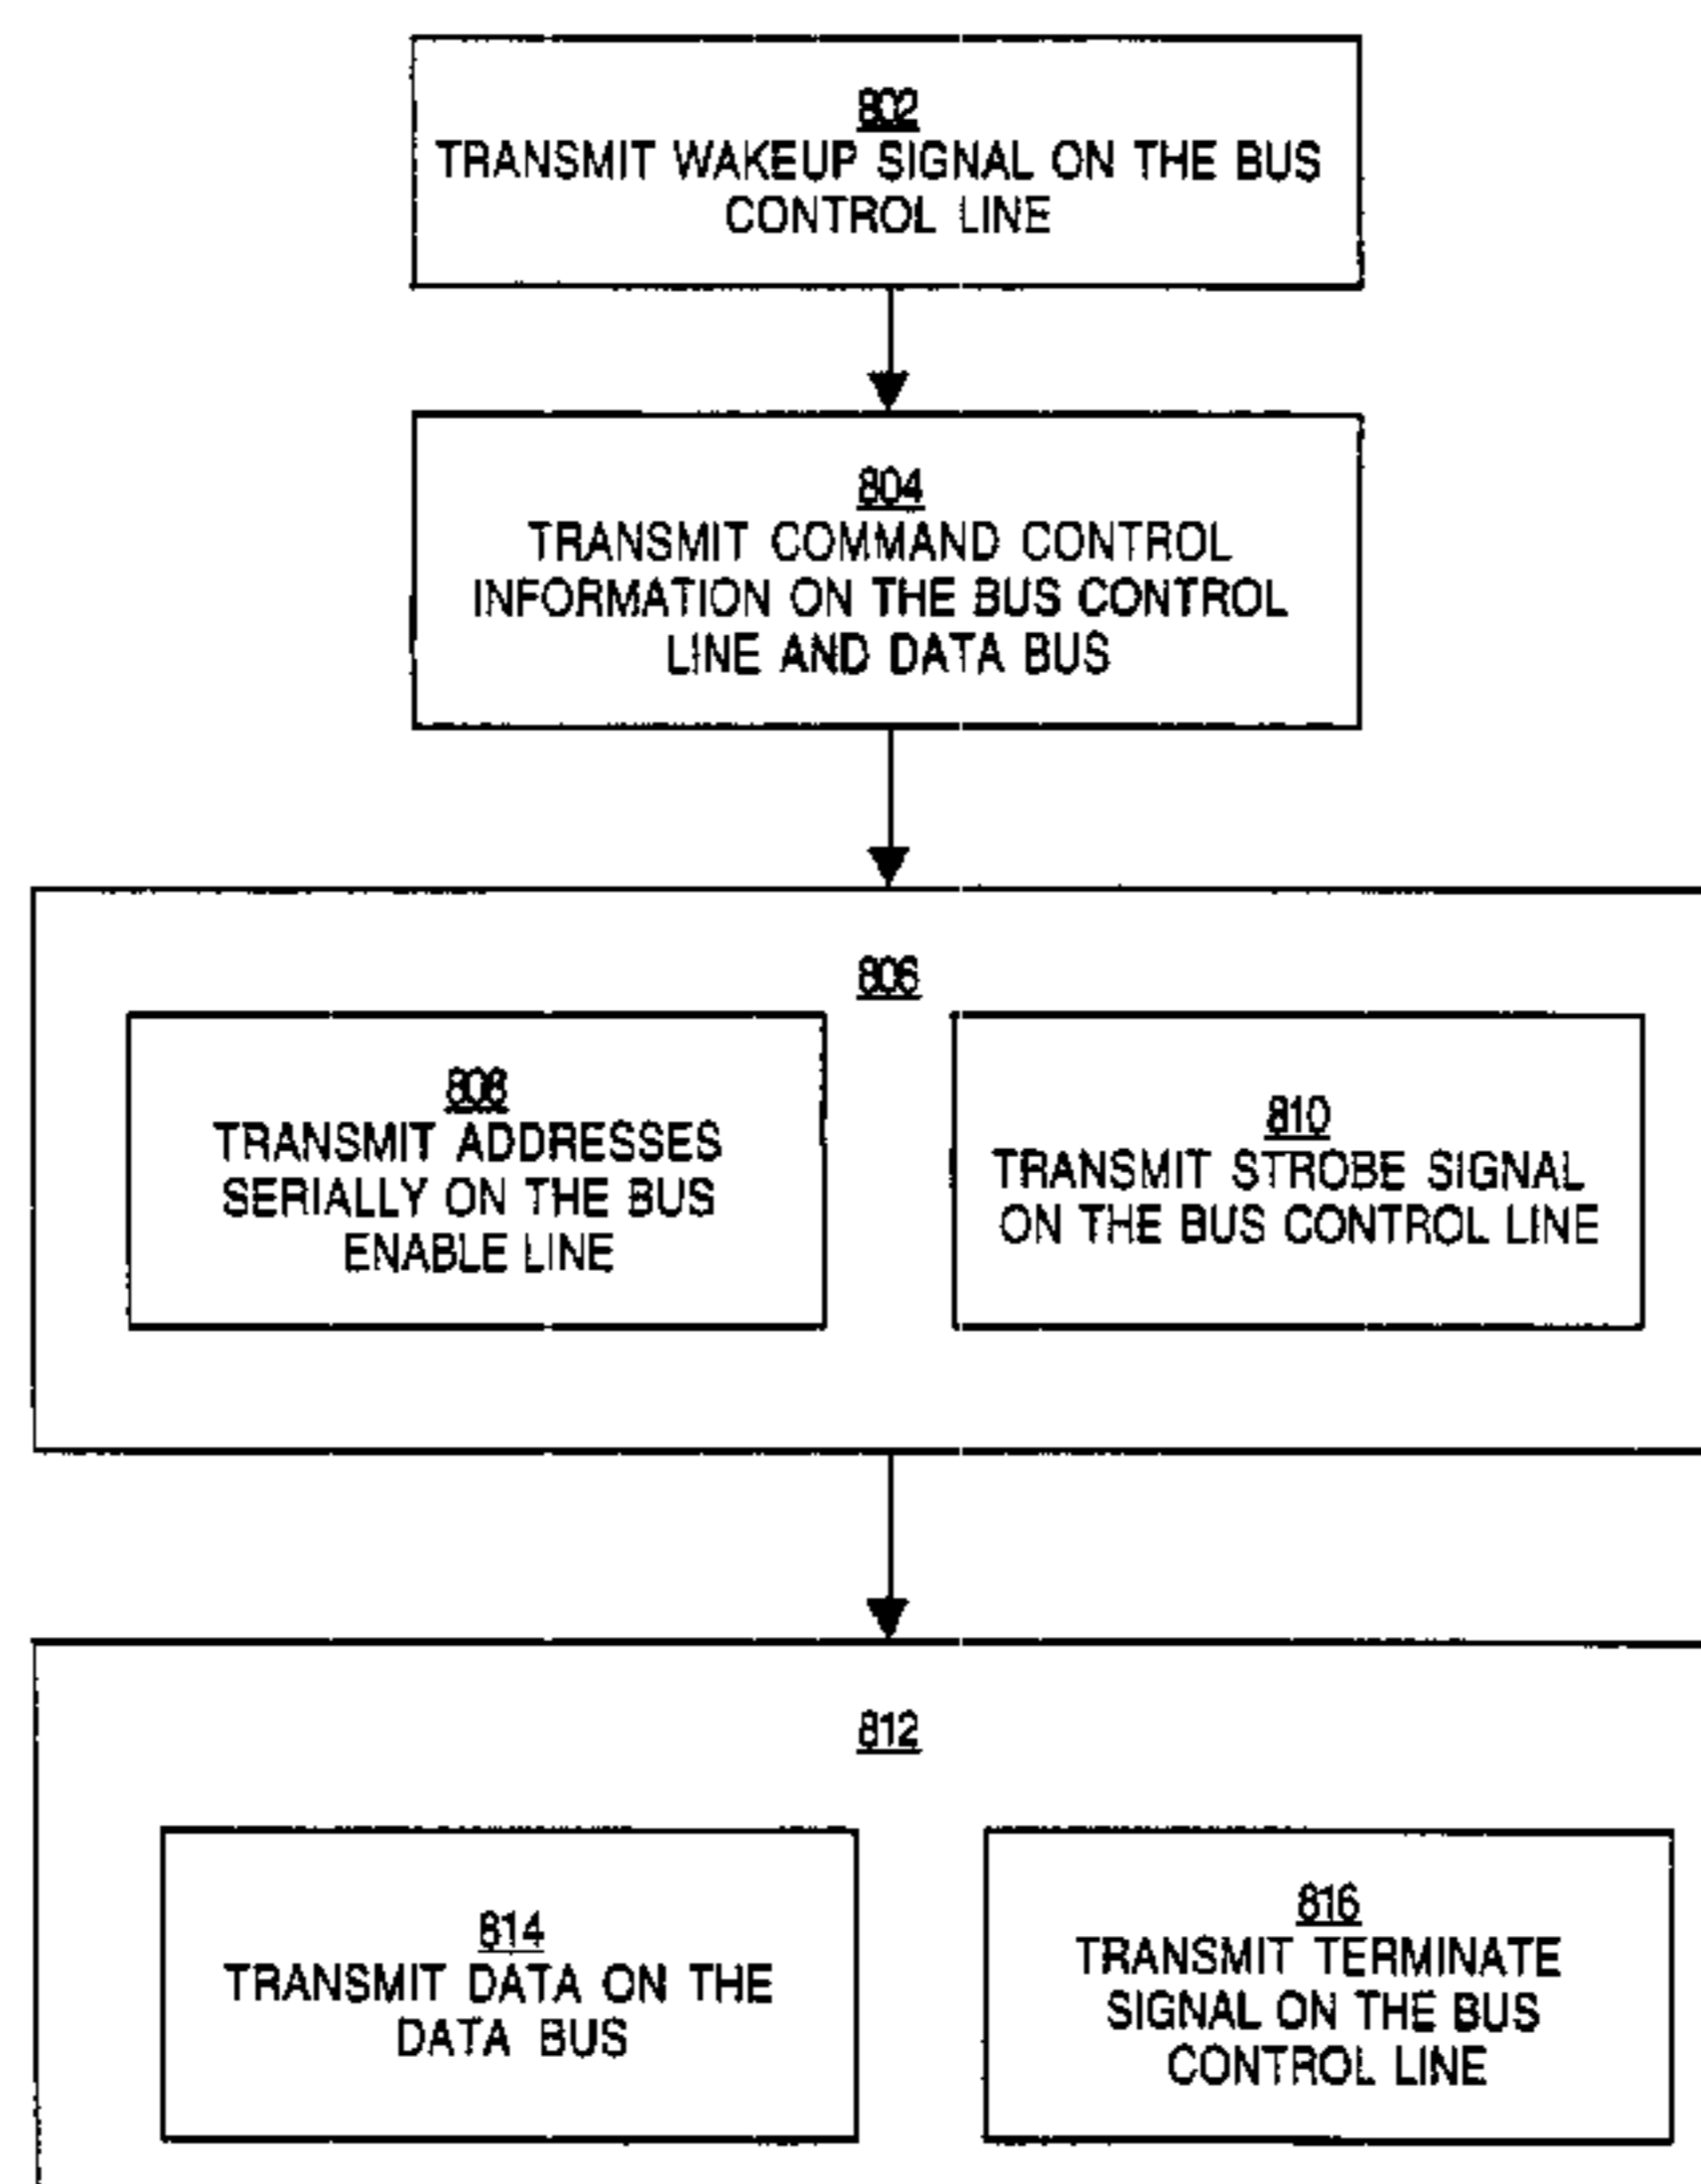 802
TRANSMIT WAKEUP SIGNAL ON THE BUS
CONTROL LINE
804
TRANSMIT COMMAND CONTROL
INFORMATION ON THE BUS CONTROL
LINE AND DATA BUS
806
808
TRANSMIT ADDRESSES
SERIALLY ON THE BUS
ENABLE LINE
810
TRANSMIT STROBE SIGNAL
ON THE BUS CONTROL LINE
812
814
TRANSMIT DATA ON THE
DATA BUS
816
TRANSMIT TERMINATE
SIGNAL ON THE BUS
CONTROL LINE